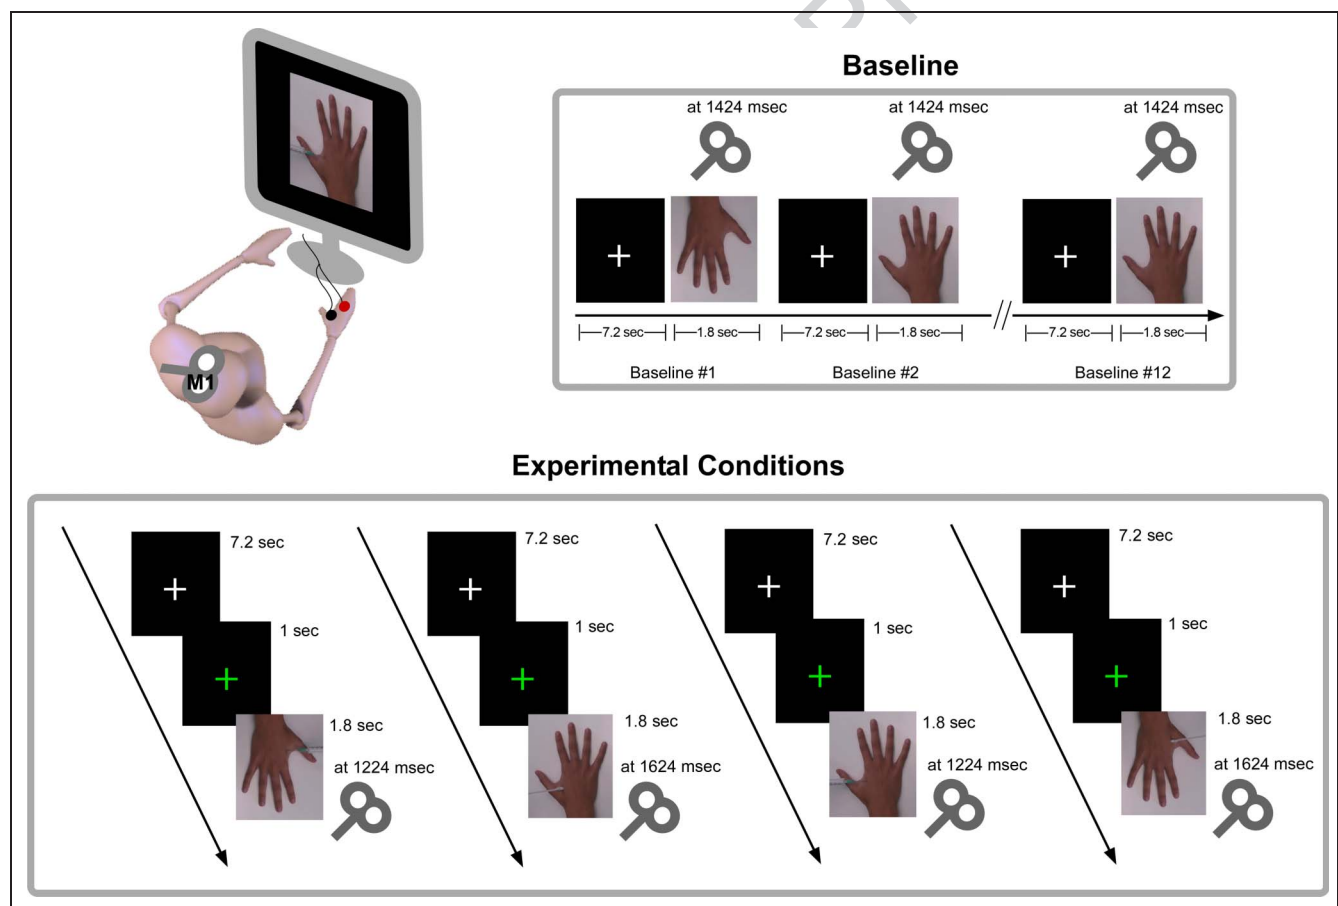 Baseline
at 1424 msec at 1424 msec at 1424 msec
7.2 sec 1.8 sec 7.2 sec 1.8 sec 7.2 sec 1.8 sec
Baseline #1 Baseline #2 Baseline #12
M1
Experimental Conditions
7.2 sec 7.2 sec 7.2 sec 7.2 sec
1 sec 1 sec 1 sec 1 sec
1.8 sec 1.8 sec 1.8 sec 1.8 sec
at 1224 msec at 1624 msec at 1224 msec at 1624 msec